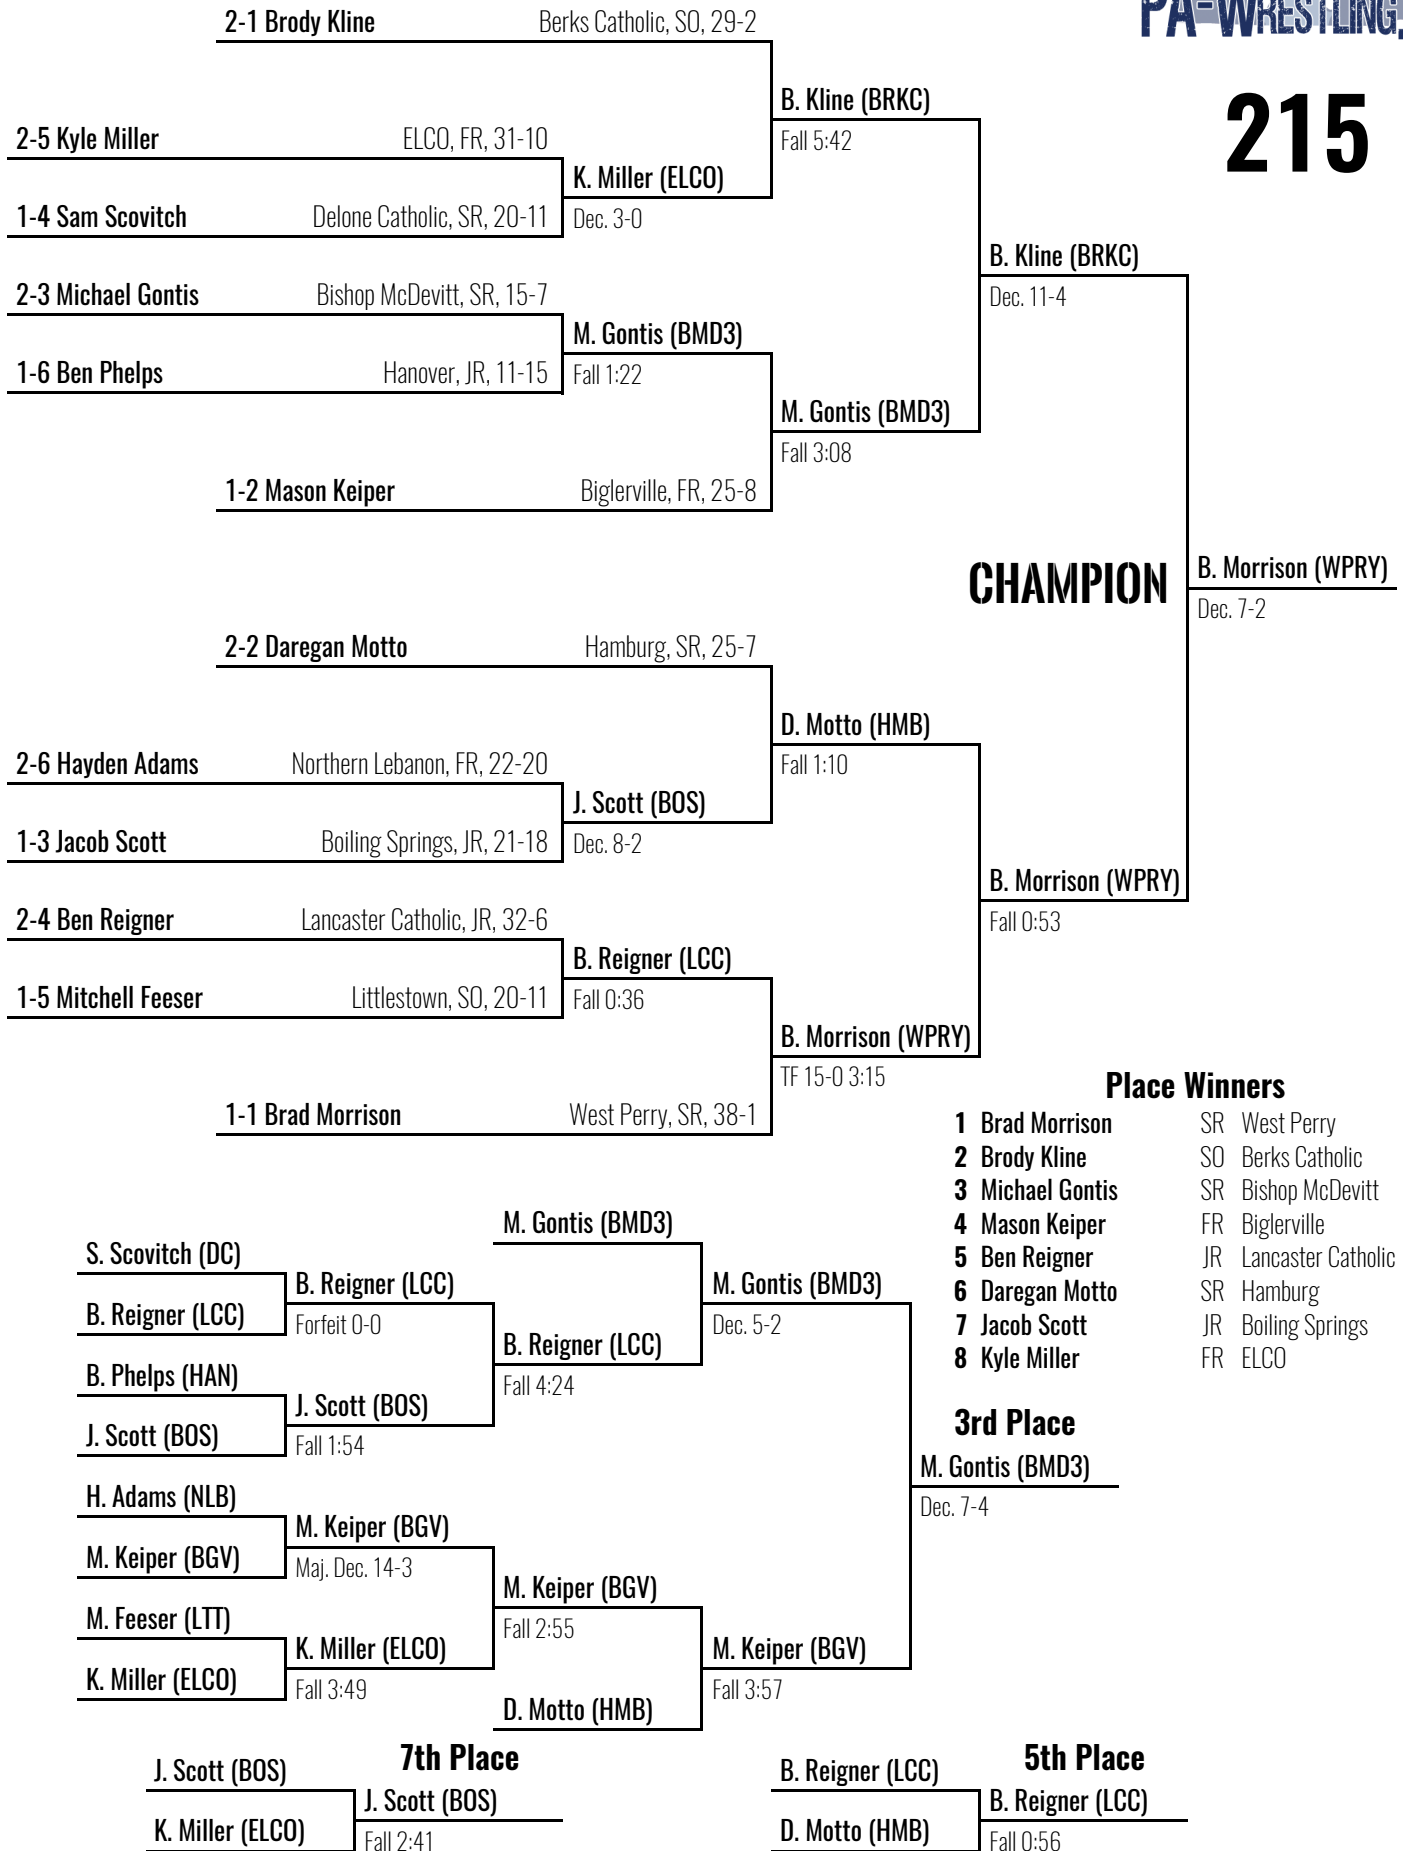 PA-WRESTLING.
215
2-1 Brody Kline Berks Catholic, SO, 29-2
B. Kline (BRKC)
Fall 5:42
2-5 Kyle Miller ELCO, FR, 31-10
K. Miller (ELCO)
Dec. 3-0
1-4 Sam Scovitch Delone Catholic, SR, 20-11
B. Kline (BRKC)
Dec. 11-4
2-3 Michael Gontis Bishop McDevitt, SR, 15-7
M. Gontis (BMD3)
Fall 1:22
1-6 Ben Phelps Hanover, JR, 11-15
M. Gontis (BMD3)
Fall 3:08
1-2 Mason Keiper Biglerville, FR, 25-8
CHAMPION
B. Morrison (WPRY)
Dec. 7-2
2-2 Daregan Motto Hamburg, SR, 25-7
D. Motto (HMB)
Fall 1:10
2-6 Hayden Adams Northern Lebanon, FR, 22-20
J. Scott (BOS)
Dec. 8-2
1-3 Jacob Scott Boiling Springs, JR, 21-18
B. Morrison (WPRY)
Fall 0:53
2-4 Ben Reigner Lancaster Catholic, JR, 32-6
B. Reigner (LCC)
Fall 0:36
1-5 Mitchell Feeser Littlestown, SO, 20-11
B. Morrison (WPRY)
TF 15-0 3:15
1-1 Brad Morrison West Perry, SR, 38-1
Place Winners
1 Brad Morrison SR West Perry
2 Brody Kline SO Berks Catholic
3 Michael Gontis SR Bishop McDevitt
4 Mason Keiper FR Biglerville
5 Ben Reigner JR Lancaster Catholic
6 Daregan Motto SR Hamburg
7 Jacob Scott JR Boiling Springs
8 Kyle Miller FR ELCO
M. Gontis (BMD3)
S. Scovitch (DC)
B. Reigner (LCC)
Forfeit 0-0
B. Reigner (LCC)
M. Gontis (BMD3)
Dec. 5-2
B. Reigner (LCC)
Fall 4:24
B. Phelps (HAN)
J. Scott (BOS)
Fall 1:54
J. Scott (BOS)
3rd Place
M. Gontis (BMD3)
Dec. 7-4
H. Adams (NLB)
M. Keiper (BGV)
Maj. Dec. 14-3
M. Keiper (BGV)
M. Keiper (BGV)
Fall 2:55
M. Feeser (LTT)
K. Miller (ELCO)
Fall 3:49
K. Miller (ELCO)
M. Keiper (BGV)
Fall 3:57
D. Motto (HMB)
7th Place
J. Scott (BOS)
J. Scott (BOS)
Fall 2:41
K. Miller (ELCO)
5th Place
B. Reigner (LCC)
B. Reigner (LCC)
Fall 0:56
D. Motto (HMB)